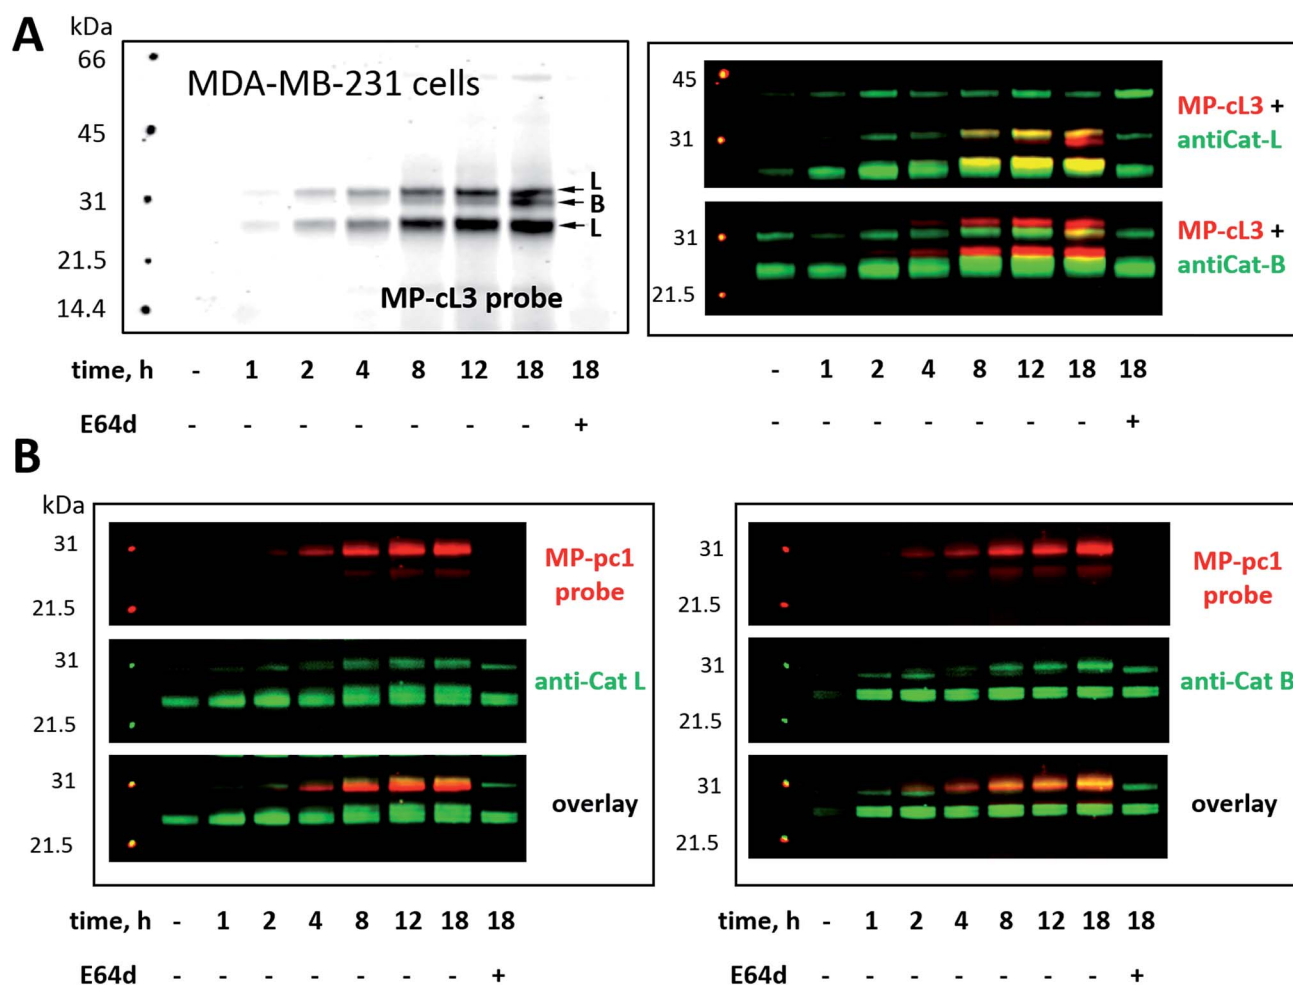 A
kDa
66
45
31
21.5
14.4
MDA-MB-231 cells
L
B
L
MP-cL3 probe
45
31
MP-cL3 +
antiCat-L
31
21.5
MP-cL3 +
antiCat-B
time, h - 1 2 4 8 12 18 18
E64d - - - - - - - +
- 1 2 4 8 12 18 18
- - - - - - - +
B
kDa
31
21.5
MP-pc1
probe
31
21.5
anti-Cat L
31
21.5
overlay
31
21.5
MP-pc1
probe
31
21.5
anti-Cat B
31
21.5
overlay
time, h - 1 2 4 8 12 18 18
E64d - - - - - - - +
time, h - 1 2 4 8 12 18 18
E64d - - - - - - - +